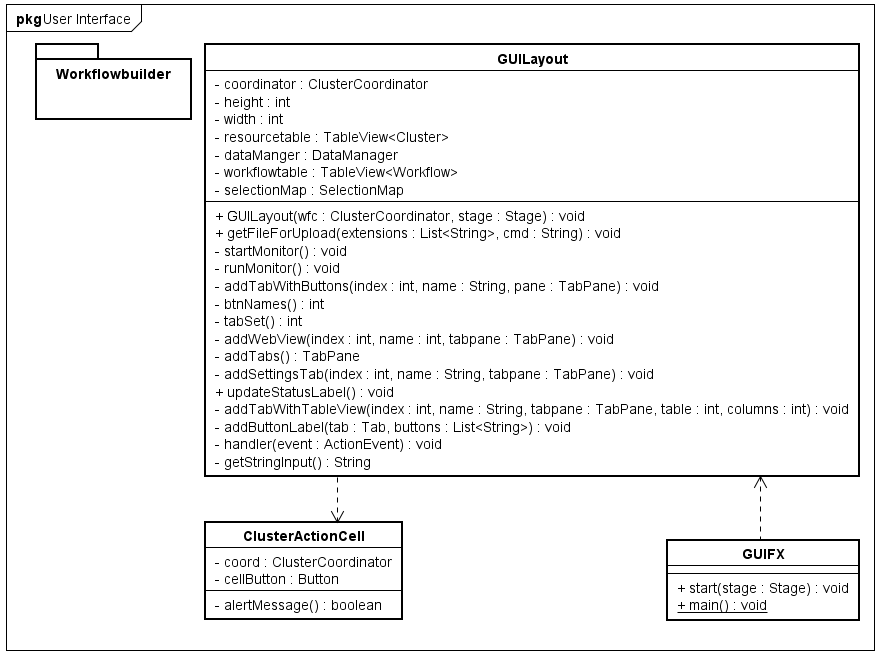 pkg User Interface
Workflowbuilder
GUILayout
- coordinator : ClusterCoordinator
- height : int
- width : int
- resourcetable : TableView<Cluster>
- dataManger : DataManager
- workflowtable : TableView<Workflow>
- selectionMap : SelectionMap
+ GUILayout(wfc : ClusterCoordinator, stage : Stage) : void
+ getFileForUpload(extensions : List<String>, cmd : String) : void
- startMonitor() : void
- runMonitor() : void
- addTabWithButtons(index : int, name : String, pane : TabPane) : void
- btnNames() : int
- tabSet() : int
- addWebView(index : int, name : int, tabpane : TabPane) : void
- addTabs() : TabPane
- addSettingsTab(index : int, name : String, tabpane : TabPane) : void
+ updateStatusLabel() : void
- addTabWithTableView(index : int, name : String, tabpane : TabPane, table : int, columns : int) : void
- addButtonLabel(tab : Tab, buttons : List<String>) : void
- handler(event : ActionEvent) : void
- getStringInput() : String
ClusterActionCell
- coord : ClusterCoordinator
- cellButton : Button
- alertMessage() : boolean
GUIFX
+ start(stage : Stage) : void
+ main() : void